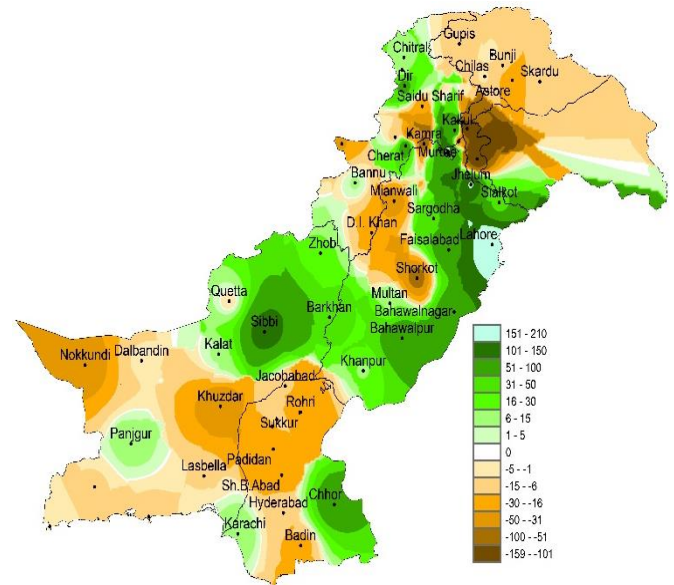 Gupis
Chitral
Bunji
Chilas
Skardu
Dir
Astore
Saidu Sharif
Kakul
Kamra
Cherat
Murree
Bannu
Jhelum
Mianwali
Sialkot
Sargodha
D.I. Khan
Zhob
Faisalabad
Lahore
Shorkot
Quetta
Multan
Barkhan
Bahawalnagar
Sibbi
Bahawalpur
Nokkundi
Dalbandin
Kalat
Khanpur
Jacobabad
Khuzdar
Rohri
Sukkur
Panjgur
Padidan
Lasbella
Sh.B.Abad
Chhor
Hyderabad
Karachi
Badin
151 - 210
101 - 150
51 - 100
31 - 50
16 - 30
6 - 15
1 - 5
0
-5 - -1
-15 - -6
-30 - -16
-50 - -31
-100 - -51
-159 - -101